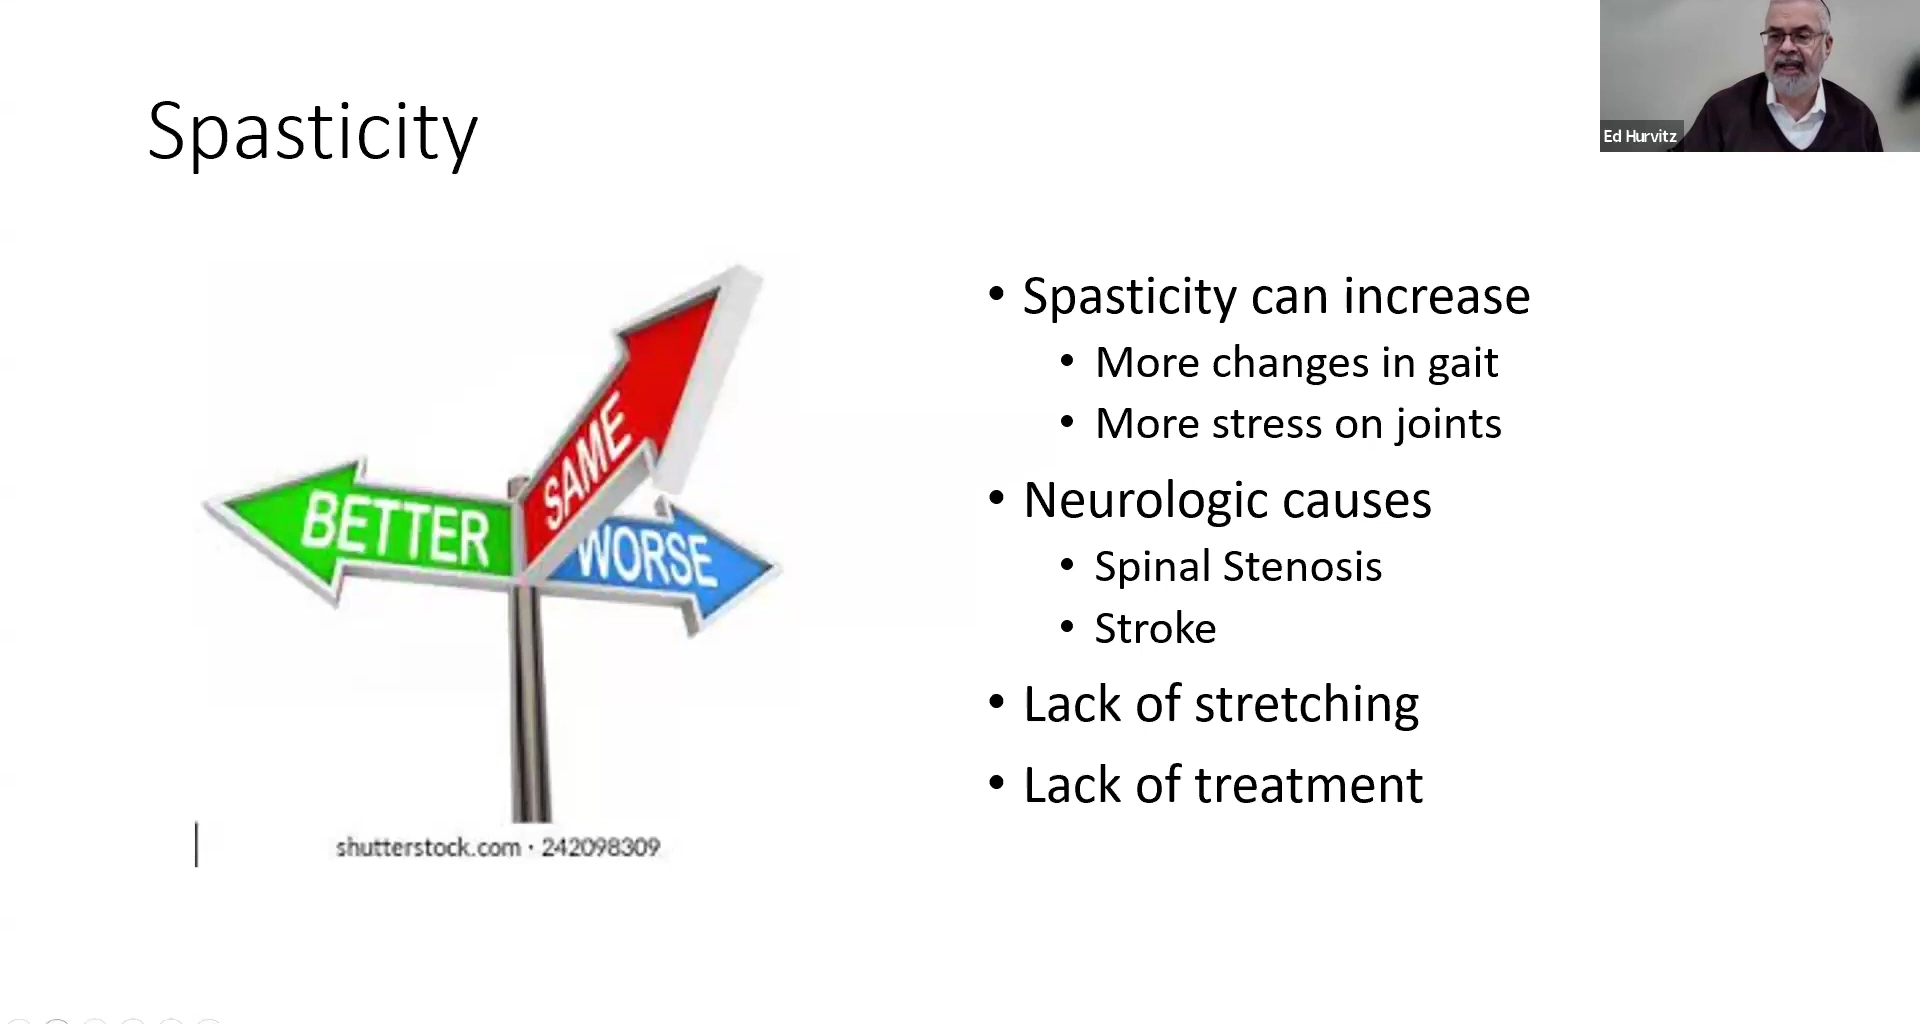 Spasticity
Ed Hurvitz
BETTER
SAME
WORSE
shutterstock.com · 242098309
• Spasticity can increase
• More changes in gait
• More stress on joints
• Neurologic causes
• Spinal Stenosis
• Stroke
• Lack of stretching
• Lack of treatment